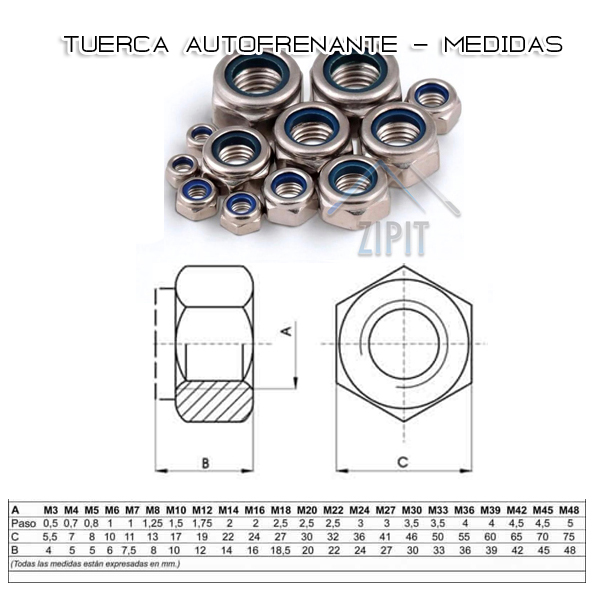 TUERCA AUTOFRENANTE - MEDIDAS
ZIPIT
A
B
C
A M3 M4 M5 M6 M7 M8 M10 M12 M14 M16 M18 M20 M22 M24 M27 M30 M33 M36 M39 M42 M45 M48
Paso 0,5 0,7 0,8 1 1 1,25 1,5 1,75 2 2 2,5 2,5 2,5 3 3 3,5 3,5 4 4 4,5 4,5 5
C 5,5 7 8 10 11 13 17 19 22 24 27 30 32 36 41 46 50 55 60 65 70 75
B 4 5 5 6 7,5 8 10 12 14 16 18,5 20 22 24 27 30 33 36 39 42 45 48
(Todas las medidas están expresadas en mm.)